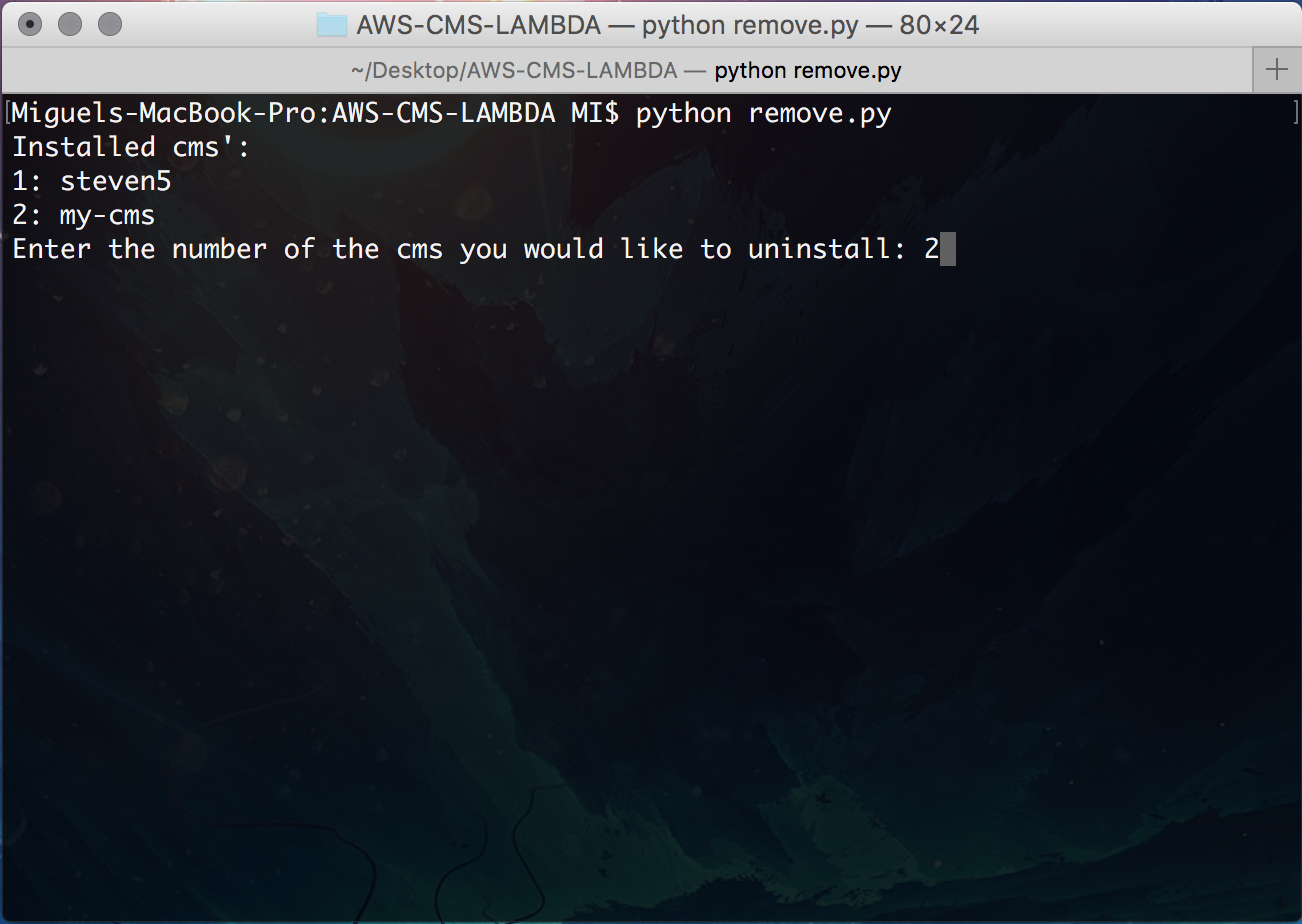 AWS-CMS-LAMBDA — python remove.py — 80×24
~/Desktop/AWS-CMS-LAMBDA — python remove.py
[Miguels-MacBook-Pro:AWS-CMS-LAMBDA MI$ python remove.py ]
Installed cms':
1: steven5
2: my-cms
Enter the number of the cms you would like to uninstall: 2